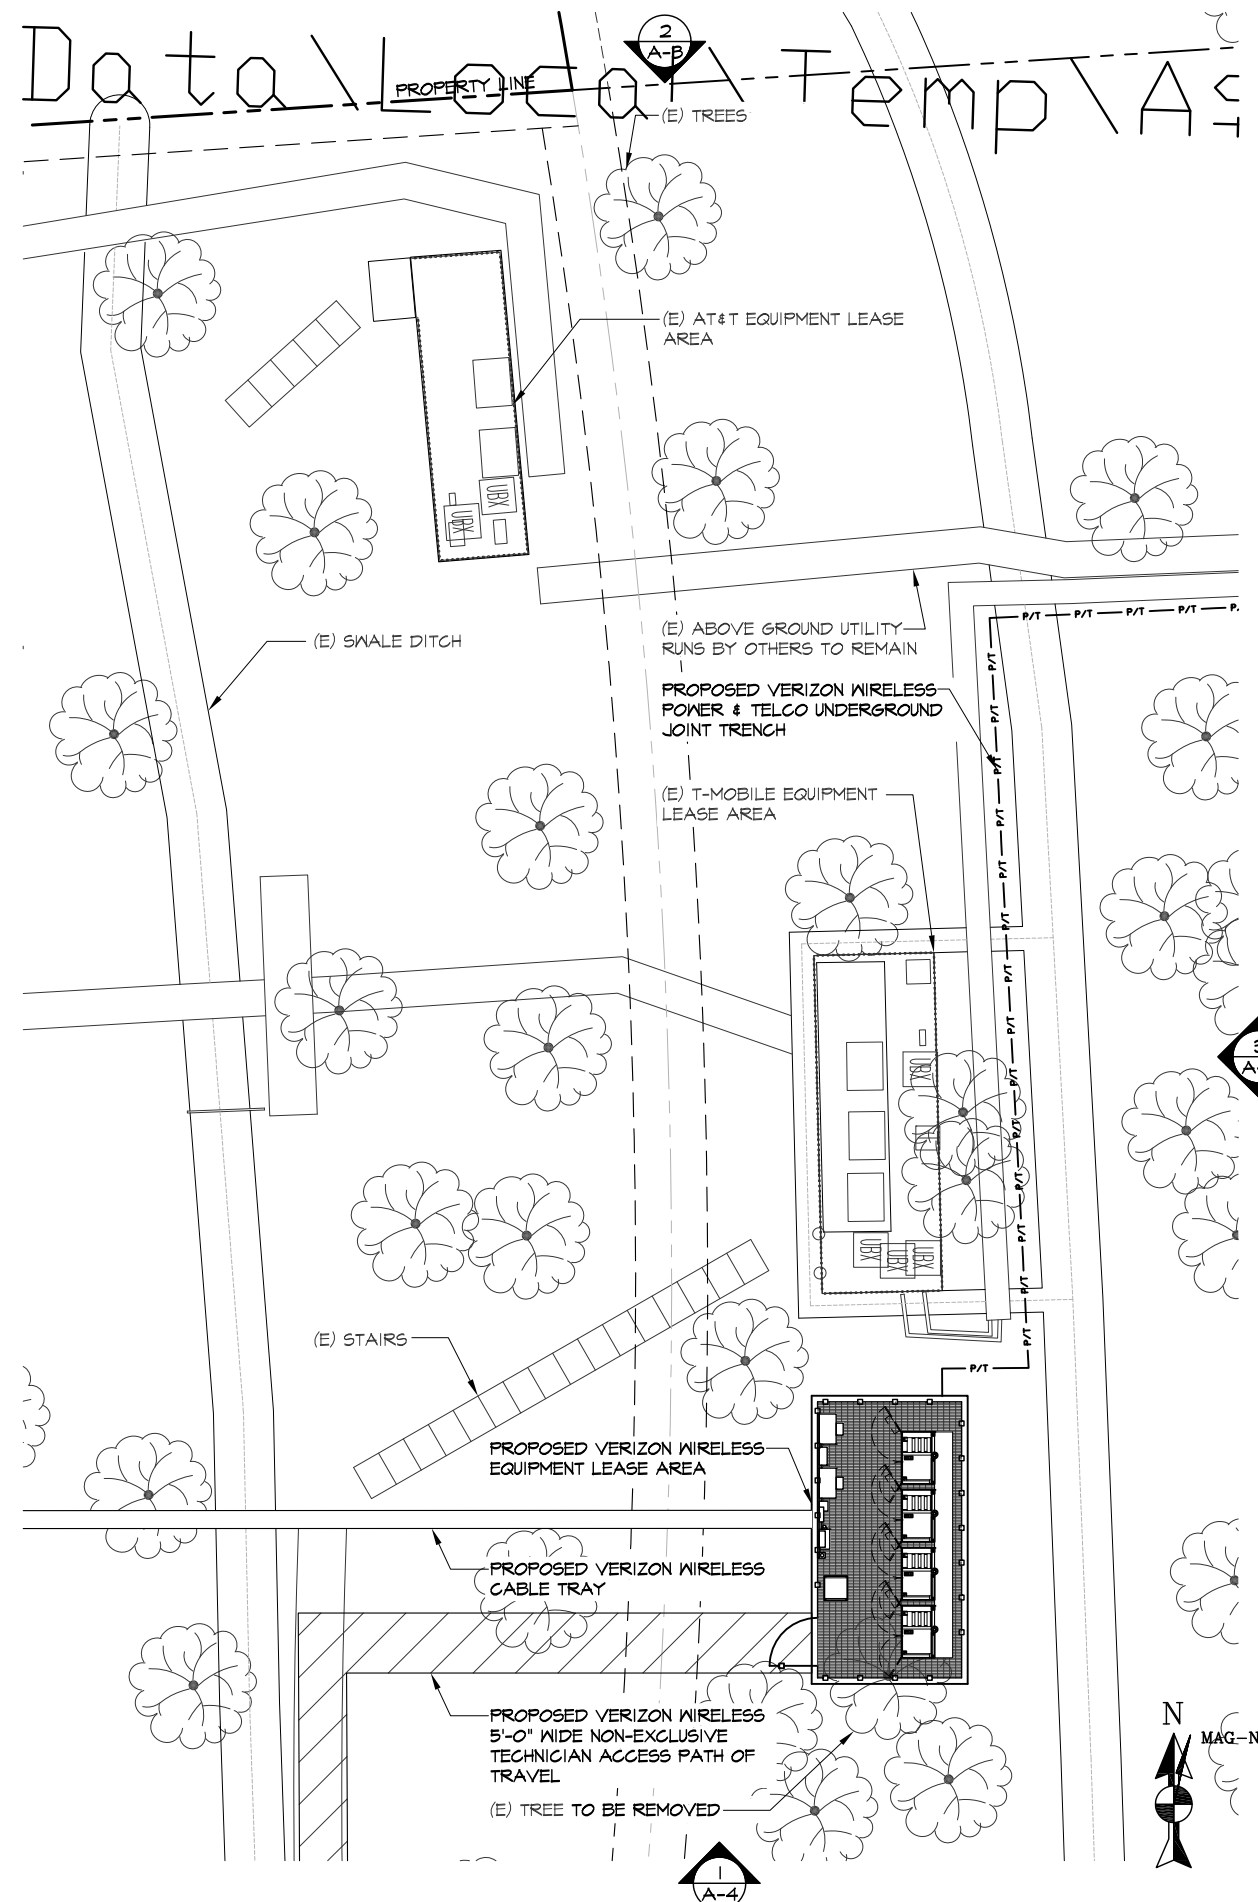 2
A-B
Data\Local\Temp\A
PROPERTY LINE
(E) TREES
(E) AT&T EQUIPMENT LEASE
AREA
UBX
UBX
(E) ABOVE GROUND UTILITY
RUNS BY OTHERS TO REMAIN
P/T P/T P/T P/T P/
(E) SWALE DITCH
P/T
PROPOSED VERIZON WIRELESS
POWER & TELCO UNDERGROUND
JOINT TRENCH
P/T
P/T
(E) T-MOBILE EQUIPMENT
LEASE AREA
P/T
P/T
P/T
P/T
P/T
3
A-
UBX
P/T
P/T
P/T
P/T
UBX
UBX
UBX
P/T
P/T
(E) STAIRS
P/T
PROPOSED VERIZON WIRELESS
EQUIPMENT LEASE AREA
PROPOSED VERIZON WIRELESS
CABLE TRAY
PROPOSED VERIZON WIRELESS
5'-0" WIDE NON-EXCLUSIVE
TECHNICIAN ACCESS PATH OF
TRAVEL
N
MAG-N
(E) TREE TO BE REMOVED
1
A-4